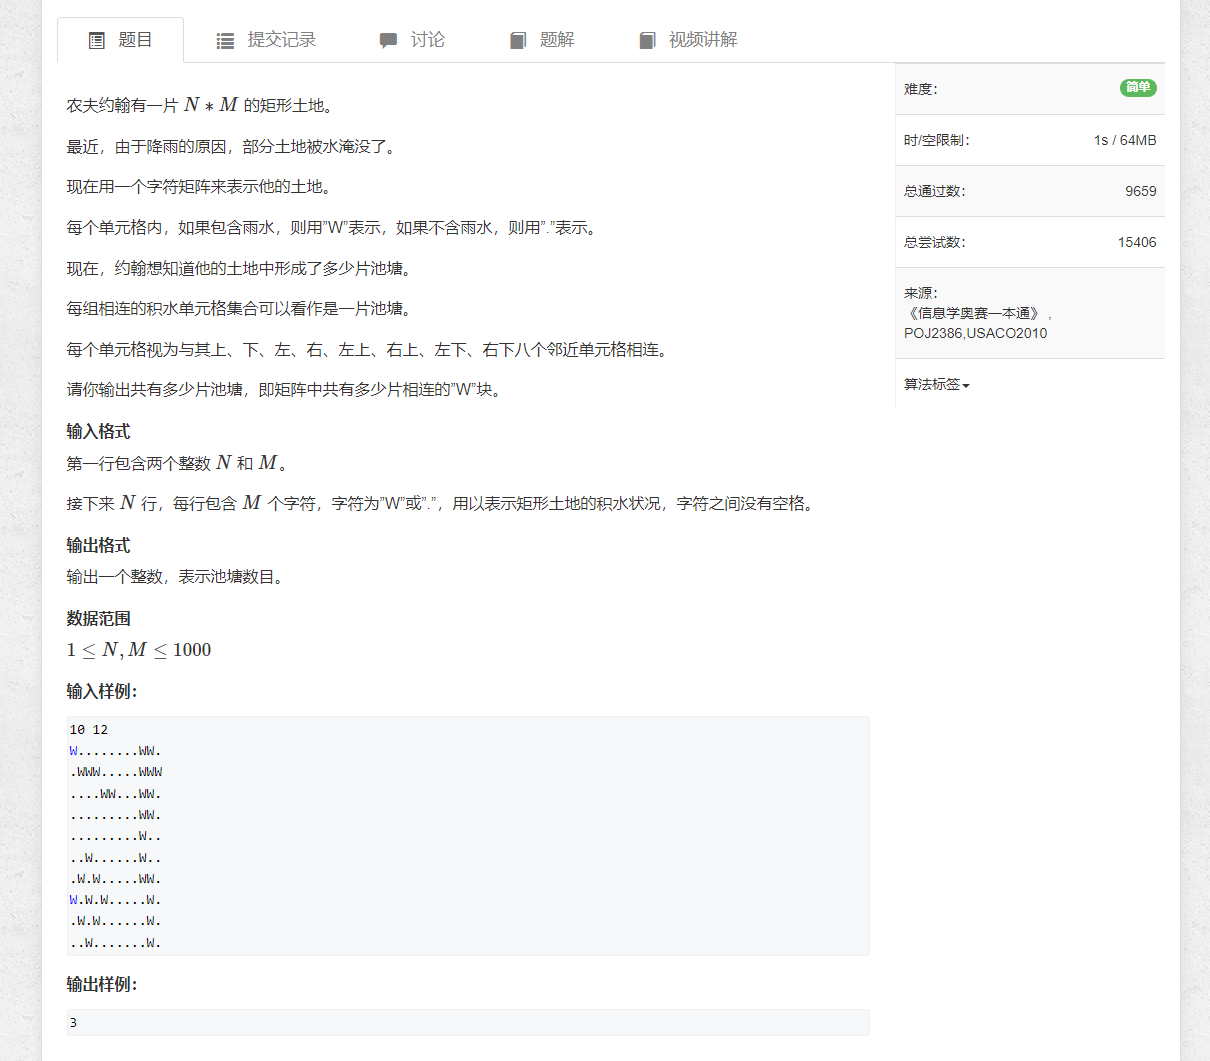 题目 提交记录 讨论 题解 视频讲解
农夫约翰有一片 N * M 的矩形土地。
最近，由于降雨的原因，部分土地被水淹没了。
现在用一个字符矩阵来表示他的土地。
每个单元格内，如果包含雨水，则用”W”表示，如果不含雨水，则用”.”表示。
现在，约翰想知道他的土地中形成了多少片池塘。
每组相连的积水单元格集合可以看作是一片池塘。
每个单元格视为与其上、下、左、右、左上、右上、左下、右下八个邻近单元格相连。
请你输出共有多少片池塘，即矩阵中共有多少片相连的”W”块。
输入格式
第一行包含两个整数 N 和 M。
接下来 N 行，每行包含 M 个字符，字符为”W”或”.”，用以表示矩形土地的积水状况，字符之间没有空格。
输出格式
输出一个整数，表示池塘数目。
数据范围
1 ≤ N, M ≤ 1000
输入样例：
10 12
W........WW.
.WWW.....WWW
....WW...WW.
.........WW.
.........W..
..W......W..
.W.W.....WW.
W.W.W.....W.
.W.W......W.
..W.......W.
输出样例：
3
难度： 简单
时/空限制： 1s / 64MB
总通过数： 9659
总尝试数： 15406
来源：
《信息学奥赛一本通》 ,
POJ2386,USACO2010
算法标签